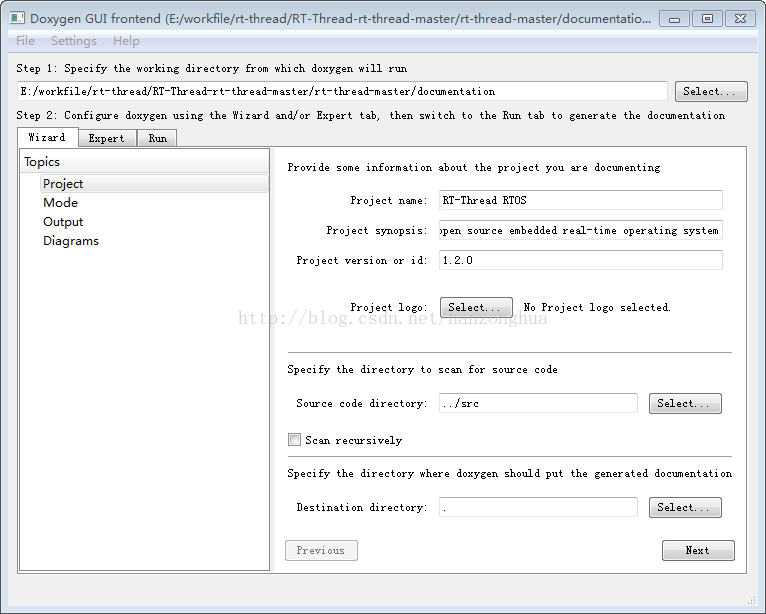 Doxygen GUI frontend (E:/workfile/rt-thread/RT-Thread-rt-thread-master/rt-thread-master/documentatio...
File Settings Help
Step 1: Specify the working directory from which doxygen will run
E:/workfile/rt-thread/RT-Thread-rt-thread-master/rt-thread-master/documentation Select...
Step 2: Configure doxygen using the Wizard and/or Expert tab, then switch to the Run tab to generate the documentation
Wizard Expert Run
Topics
Project
Mode
Output
Diagrams
Provide some information about the project you are documenting
Project name: RT-Thread RTOS
Project synopsis: open source embedded real-time operating system
Project version or id: 1.2.0
Project logo: Select... No Project logo selected.
http://blog.csdn.net/hanzonghua
Specify the directory to scan for source code
Source code directory: ../src Select...
Scan recursively
Specify the directory where doxygen should put the generated documentation
Destination directory: . Select...
Previous Next